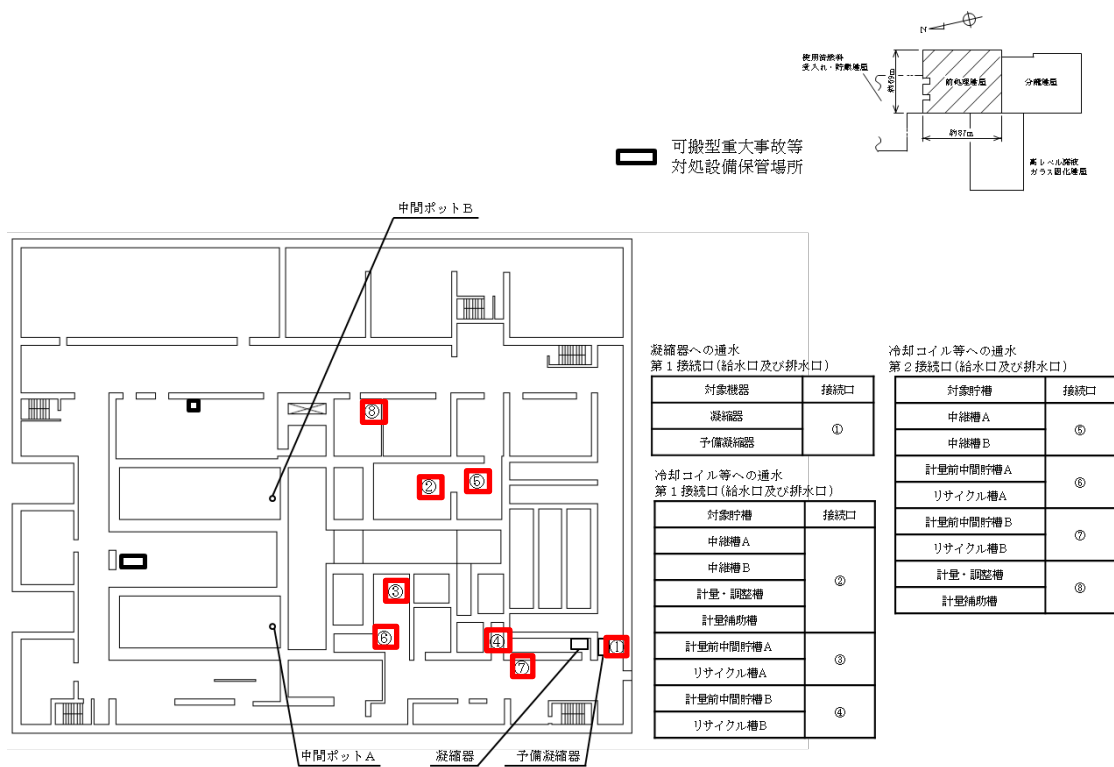 N
使用済燃料
受入れ・貯蔵建屋
約69m
前処理建屋
分離建屋
約87m
高レベル廃液
ガラス固化建屋
可搬型重大事故等
対処設備保管場所
中間ポットB
⑧
②
⑤
③
⑥
④
⑦
①
中間ポットA
凝縮器
予備凝縮器
凝縮器への通水
第1接続口(給水口及び排水口)
対象機器 接続口
凝縮器
予備凝縮器
①
冷却コイル等への通水
第1接続口(給水口及び排水口)
対象貯槽 接続口
中継槽A
中継槽B
計量・調整槽
計量補助槽
②
計量前中間貯槽A
リサイクル槽A
③
計量前中間貯槽B
リサイクル槽B
④
冷却コイル等への通水
第2接続口(給水口及び排水口)
対象貯槽 接続口
中継槽A
中継槽B
⑤
計量前中間貯槽A
リサイクル槽A
⑥
計量前中間貯槽B
リサイクル槽B
⑦
計量・調整槽
計量補助槽
⑧